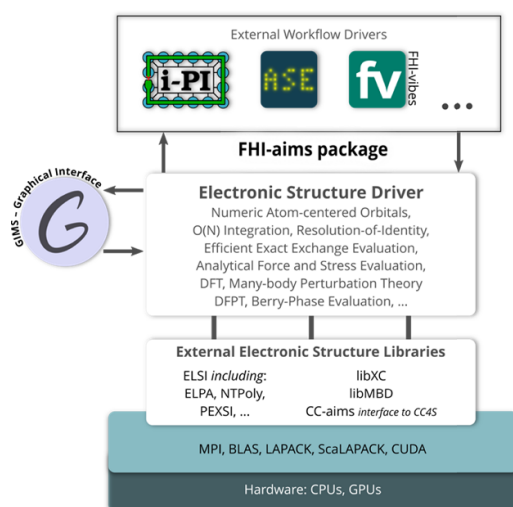 External Workflow Drivers
i-PI
ASE
fv
FHI-vibes
...
FHI-aims package
GIMS – Graphical Interface
G
Electronic Structure Driver
Numeric Atom-centered Orbitals,
O(N) Integration, Resolution-of-Identity,
Efficient Exact Exchange Evaluation,
Analytical Force and Stress Evaluation,
DFT, Many-body Perturbation Theory
DFPT, Berry-Phase Evaluation, ...
External Electronic Structure Libraries
ELSI including:
ELPA, NTPoly,
PEXSI, ...
libXC
libMBD
CC-aims interface to CC4S
MPI, BLAS, LAPACK, ScaLAPACK, CUDA
Hardware: CPUs, GPUs